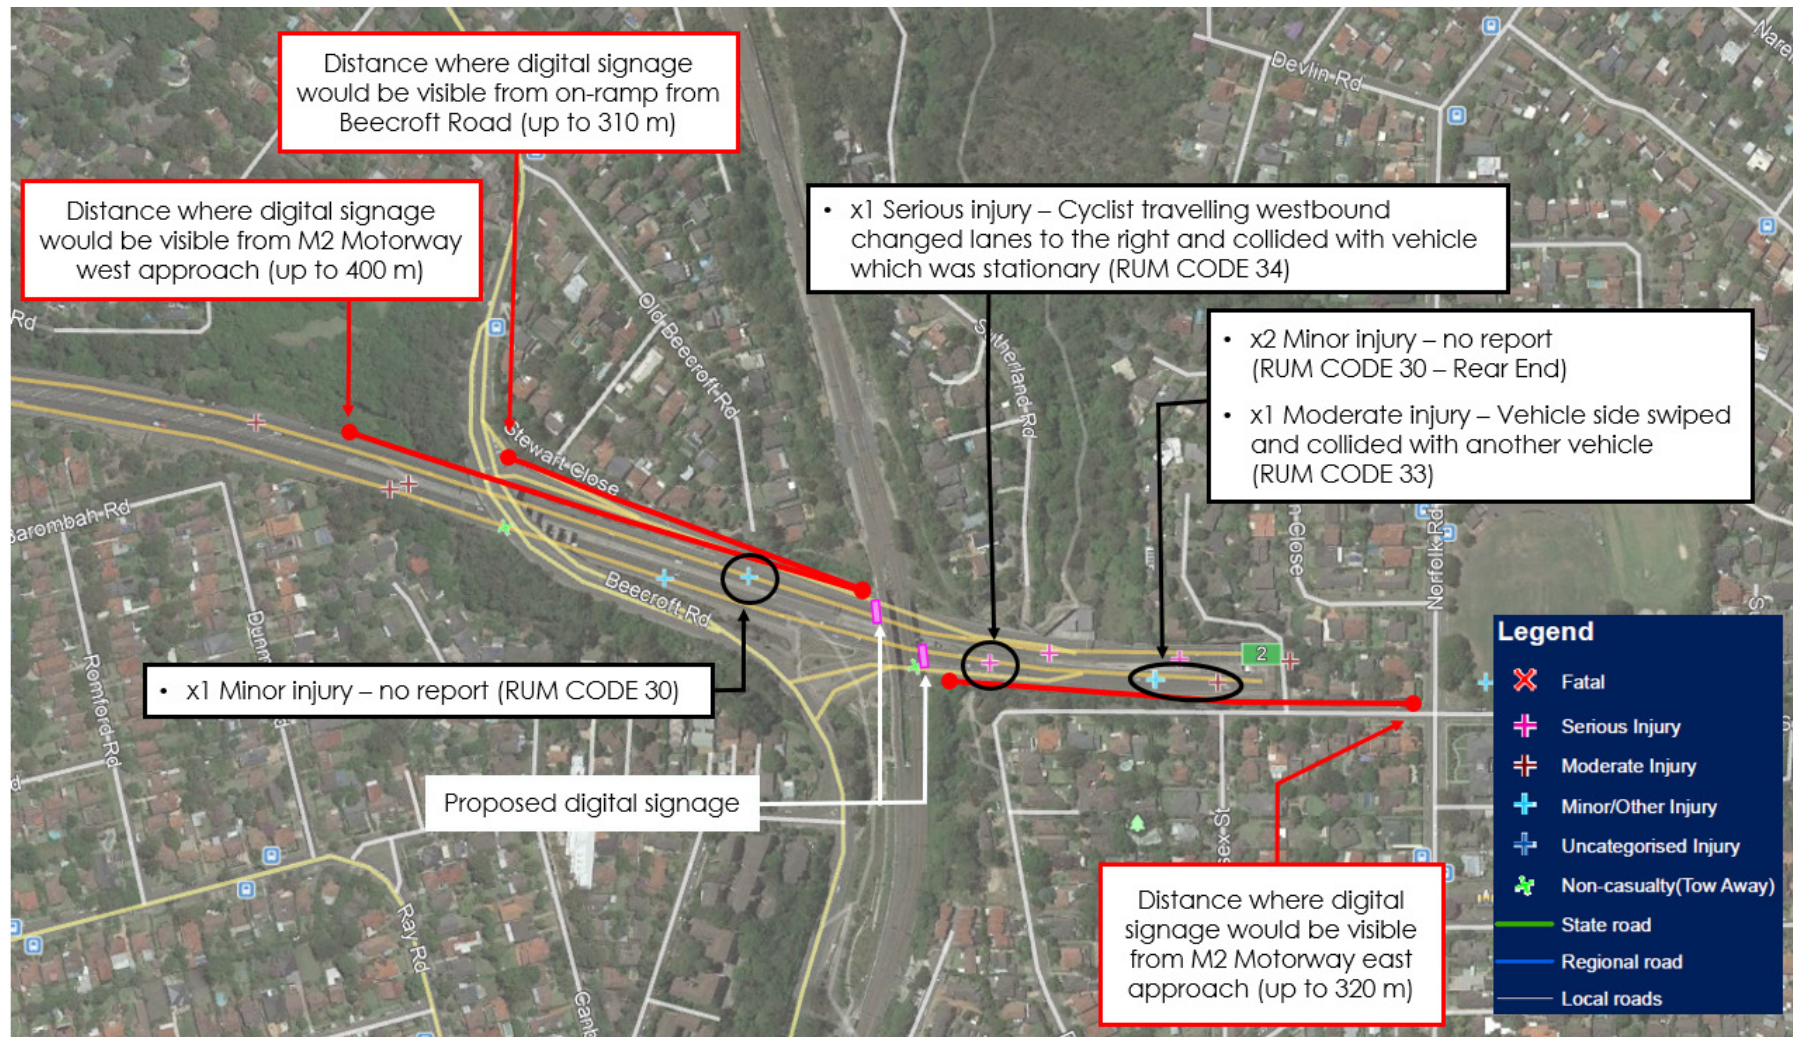 Distance where digital signage
would be visible from on-ramp from
Beecroft Road (up to 310 m)
Distance where digital signage
would be visible from M2 Motorway
west approach (up to 400 m)
• x1 Serious injury – Cyclist travelling westbound
changed lanes to the right and collided with vehicle
which was stationary (RUM CODE 34)
• x2 Minor injury – no report
(RUM CODE 30 – Rear End)
• x1 Moderate injury – Vehicle side swiped
and collided with another vehicle
(RUM CODE 33)
• x1 Minor injury – no report (RUM CODE 30)
Proposed digital signage
Distance where digital
signage would be visible
from M2 Motorway east
approach (up to 320 m)
Legend
Fatal
Serious Injury
Moderate Injury
Minor/Other Injury
Uncategorised Injury
Non-casualty(Tow Away)
State road
Regional road
Local roads
Devlin Rd
Rd
Old Beecroft Rd
Sutherland Rd
Stewart Close
Barombah Rd
Beecroft Rd
Romford Rd
Close
Norfolk Rd
2
Ray Rd